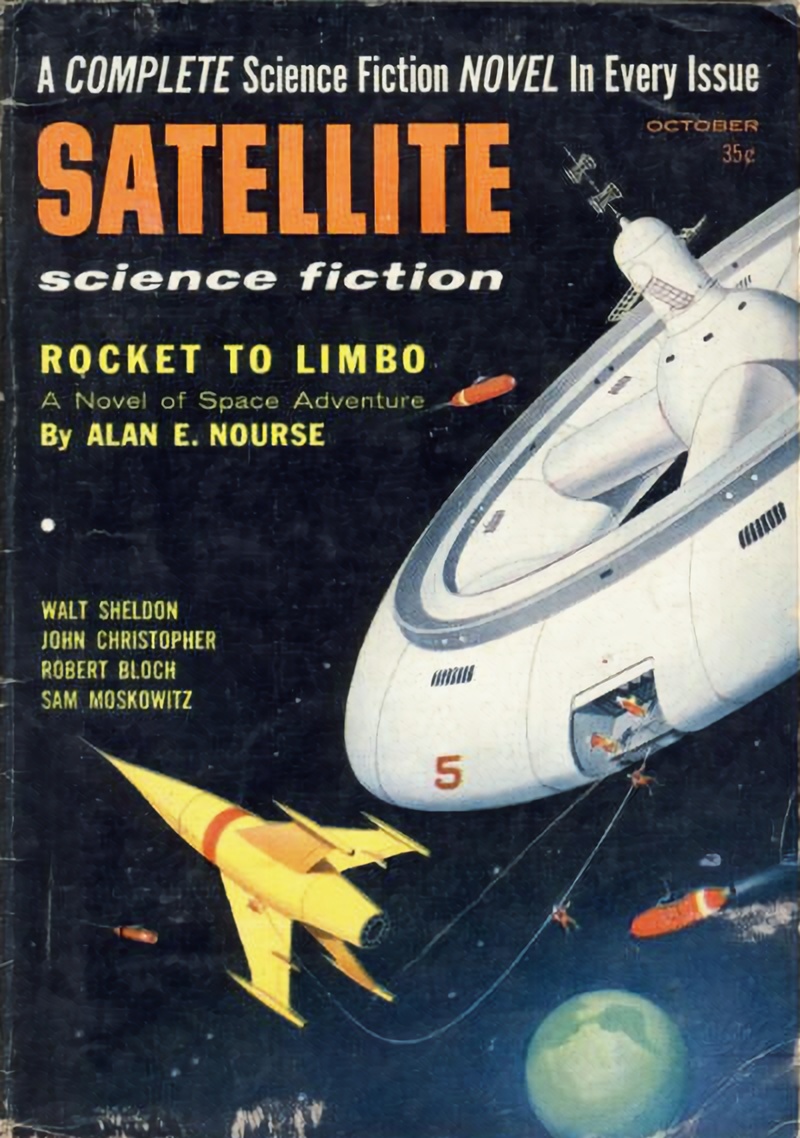 A COMPLETE Science Fiction NOVEL In Every Issue
OCTOBER
35¢
SATELLITE
science fiction
ROCKET TO LIMBO
A Novel of Space Adventure
By ALAN E. NOURSE
WALT SHELDON
JOHN CHRISTOPHER
ROBERT BLOCH
SAM MOSKOWITZ
5